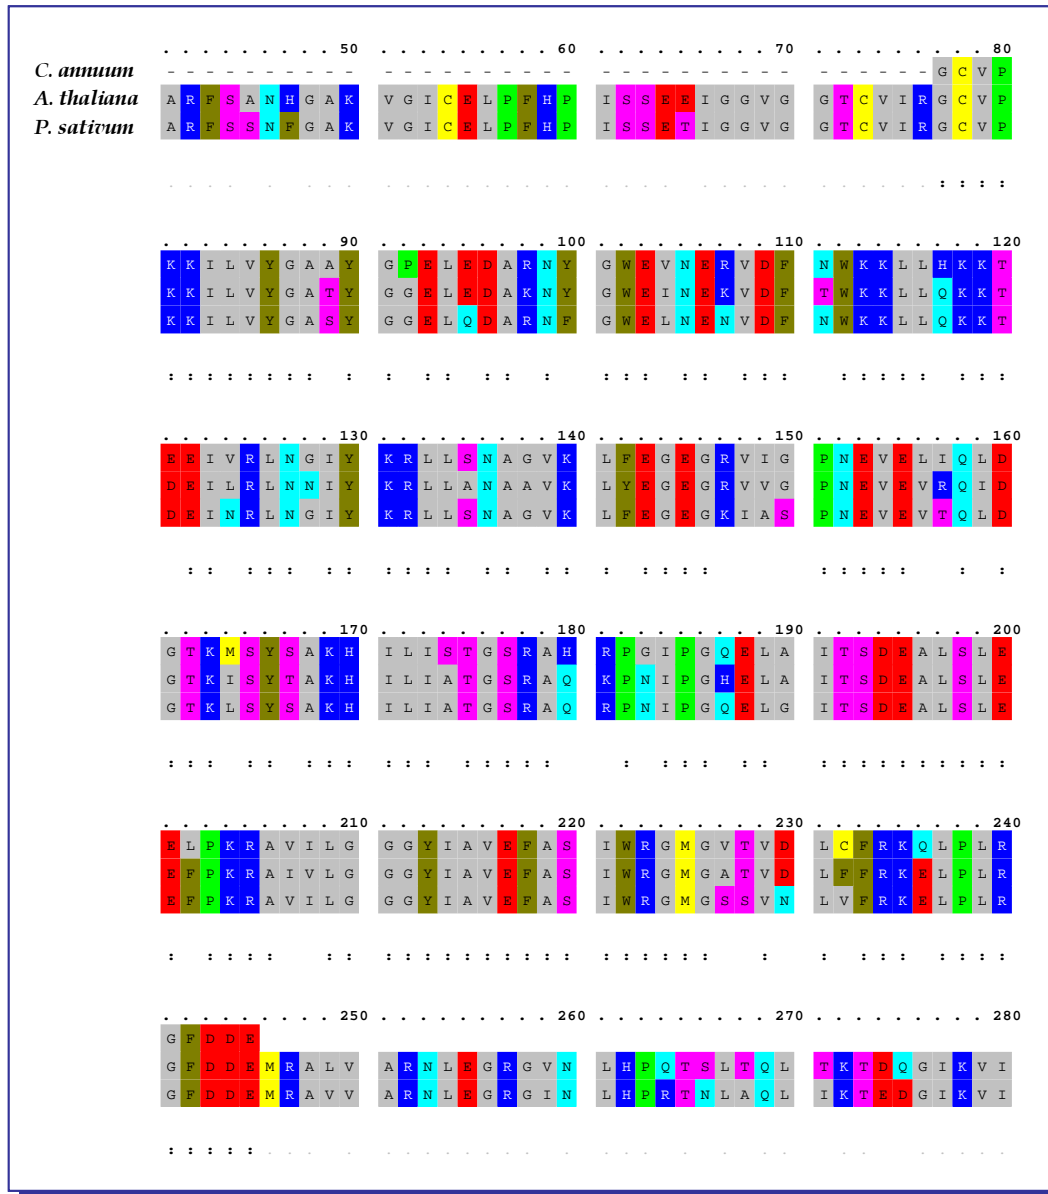 . . . . . . . . . 50 . . . . . . . . . 60 . . . . . . . . . 70 . . . . . . . . . 80
C. annuum - - - - - - - - - - - - - - - - - - - - - - - - - - - - - - - - - - - - G C V P
A. thaliana A R F S A N H G A K V G I C E L P F H P I S S E E I G G V G G T C V I R G C V P
P. sativum A R F S S N F G A K V G I C E L P F H P I S S E T I G G V G G T C V I R G C V P
. . . . . . . . . . . . . . . . . . . . . . . . . . . . . . . . . . . : : : :
. . . . . . . . . 90 . . . . . . . . . 100 . . . . . . . . . 110 . . . . . . . . . 120
K K I L V Y G A A Y G P E L E D A R N Y G W E V N E R V D F N W K K L L H K K T
K K I L V Y G A T Y G G E L E D A K N Y G W E I N E K V D F T W K K L L Q K K T
K K I L V Y G A S Y G G E L Q D A R N F G W E L N E N V D F N W K K L L Q K K T
: : : : : : : : : : : : : : : : : : : : : : : : : : : : : : : :
. . . . . . . . . 130 . . . . . . . . . 140 . . . . . . . . . 150 . . . . . . . . . 160
E E I V R L N G I Y K R L L S N A G V K L F E G E G R V I G P N E V E L I Q L D
D E I L R L N N I Y K R L L A N A A V K L Y E G E G R V V G P N E V E V R Q I D
D E I N R L N G I Y K R L L S N A G V K L F E G E G K I A S P N E V E V T Q L D
: : : : : : : : : : : : : : : : : : : : : : : : : : :
. . . . . . . . . 170 . . . . . . . . . 180 . . . . . . . . . 190 . . . . . . . . . 200
G T K M S Y S A K H I L I S T G S R A H R P G I P G Q E L A I T S D E A L S L E
G T K I S Y T A K H I L I A T G S R A Q K P N I P G H E L A I T S D E A L S L E
G T K L S Y S A K H I L I A T G S R A Q R P N I P G Q E L G I T S D E A L S L E
: : : : : : : : : : : : : : : : : : : : : : : : : : : : : : : :
. . . . . . . . . 210 . . . . . . . . . 220 . . . . . . . . . 230 . . . . . . . . . 240
E L P K R A V I L G G G Y I A V E F A S I W R G M G V T V D L C F R K Q L P L R
E F P K R A I V L G G G Y I A V E F A S I W R G M G A T V D L F F R K E L P L R
E F P K R A V I L G G G Y I A V E F A S I W R G M G S S V N L V F R K E L P L R
: : : : : : : : : : : : : : : : : : : : : : : : : : : : : : : :
. . . . . . . . . 250 . . . . . . . . . 260 . . . . . . . . . 270 . . . . . . . . . 280
G F D D E
G F D D E M R A L V A R N L E G R G V N L H P Q T S L T Q L T K T D Q G I K V I
G F D D E M R A V V A R N L E G R G I N L H P R T N L A Q L I K T E D G I K V I
: : : : : . . . . . . . . . . . . . . . . . . . . . . . . .